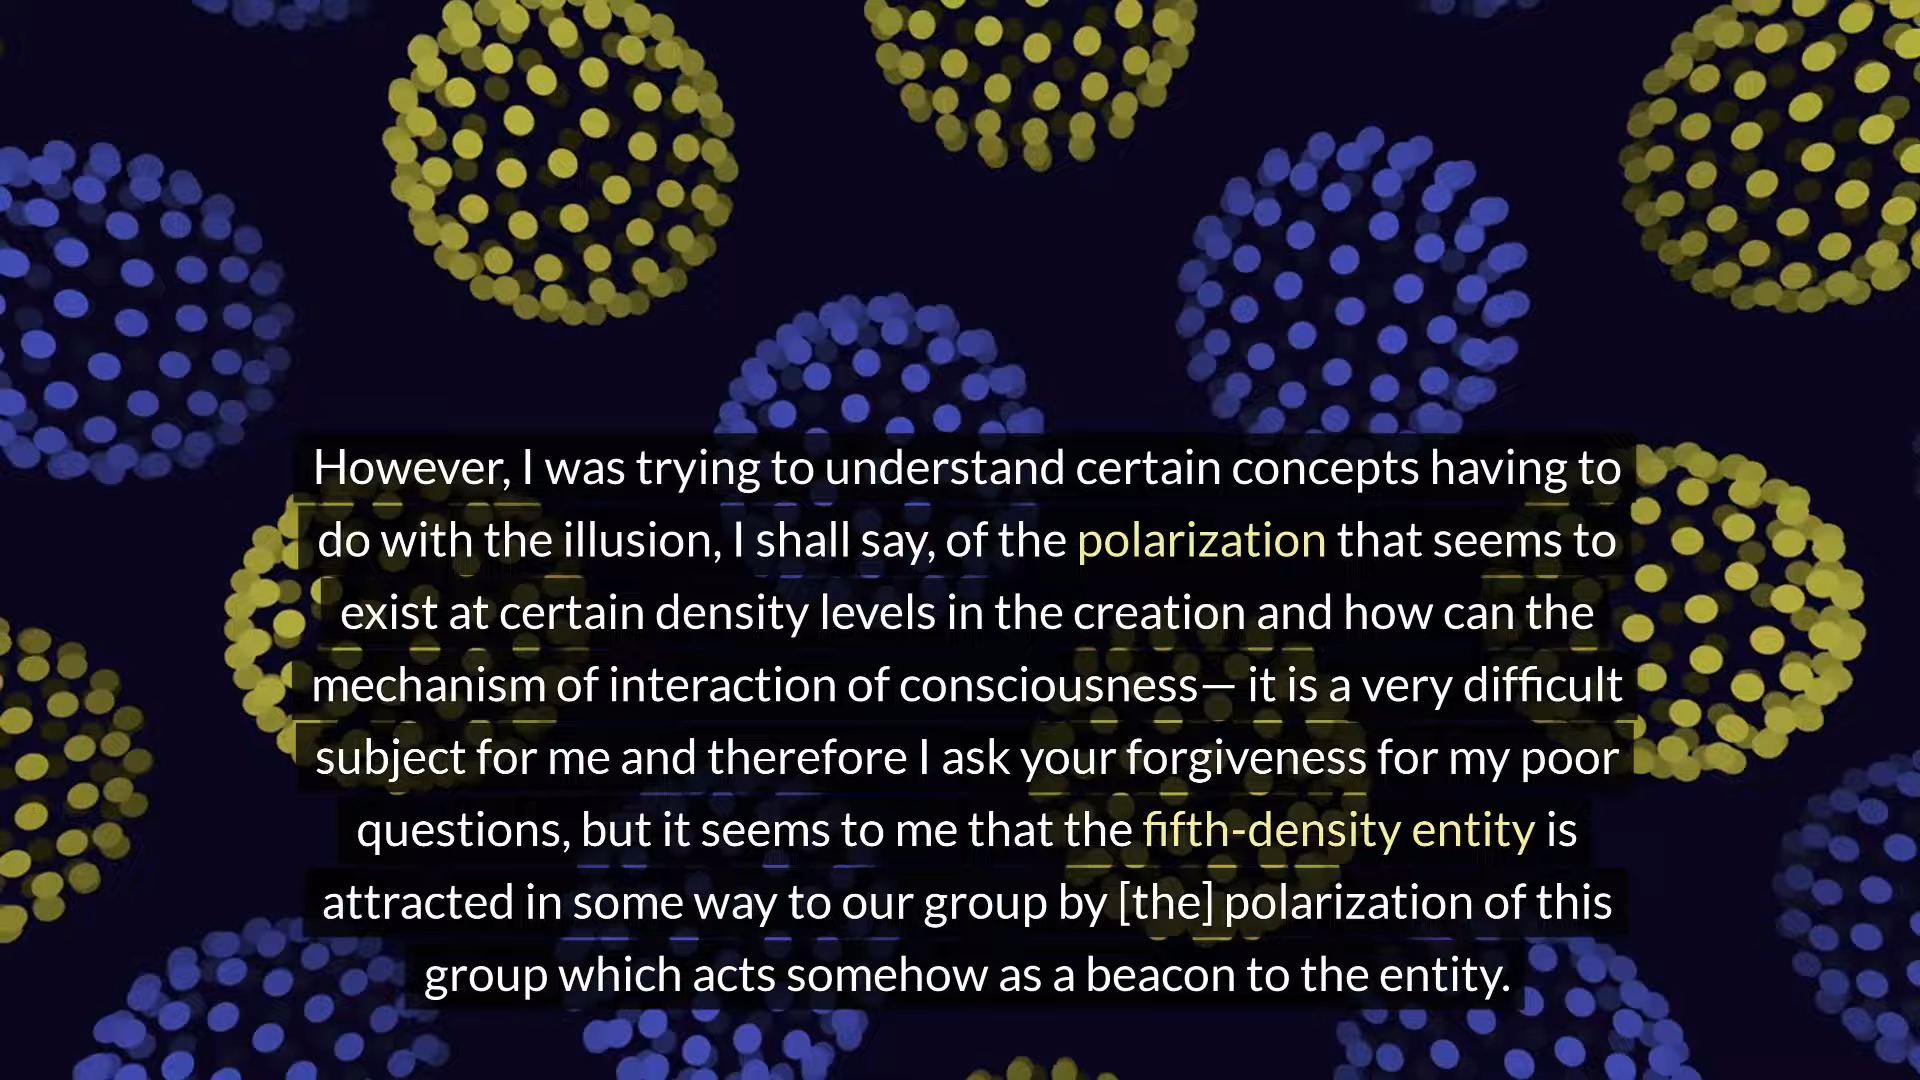 However, I was trying to understand certain concepts having to
do with the illusion, I shall say, of the polarization that seems to
exist at certain density levels in the creation and how can the
mechanism of interaction of consciousness— it is a very difficult
subject for me and therefore I ask your forgiveness for my poor
questions, but it seems to me that the fifth-density entity is
attracted in some way to our group by [the] polarization of this
group which acts somehow as a beacon to the entity.